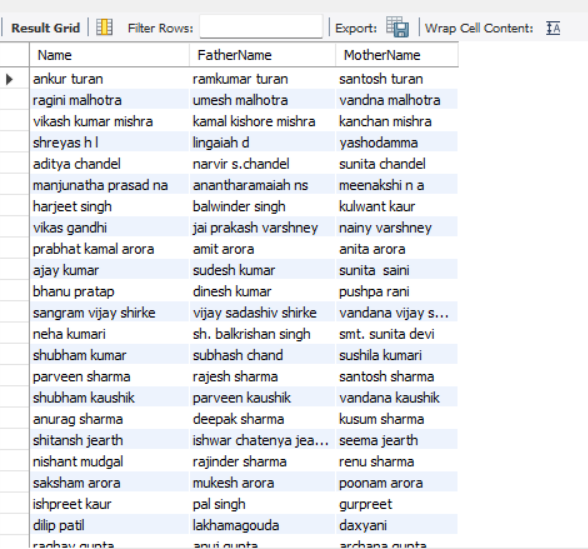 Result Grid Filter Rows: Export: Wrap Cell Content:
Name FatherName MotherName
ankur turan ramkumar turan santosh turan
ragini malhotra umesh malhotra vandna malhotra
vikash kumar mishra kamal kishore mishra kanchan mishra
shreyas h l lingaiah d yashodamma
aditya chandel narvir s.chandel sunita chandel
manjunatha prasad na anantharamaiah ns meenakshi n a
harjeet singh balwinder singh kulwant kaur
vikas gandhi jai prakash varshney nainy varshney
prabhat kamal arora amit arora anita arora
ajay kumar sudesh kumar sunita  saini
bhanu pratap dinesh kumar pushpa rani
sangram vijay shirke vijay sadashiv shirke vandana vijay s...
neha kumari sh. balkrishan singh smt. sunita devi
shubham kumar subhash chand sushila kumari
parveen sharma rajesh sharma santosh sharma
shubham kaushik parveen kaushik vandana kaushik
anurag sharma deepak sharma kusum sharma
shitansh jearth ishwar chatenya jea... seema jearth
nishant mudgal rajinder sharma renu sharma
saksham arora mukesh arora poonam arora
ishpreet kaur pal singh gurpreet
dilip patil lakhamagouda daxyani
raghav gupta anuj gupta archana gupta